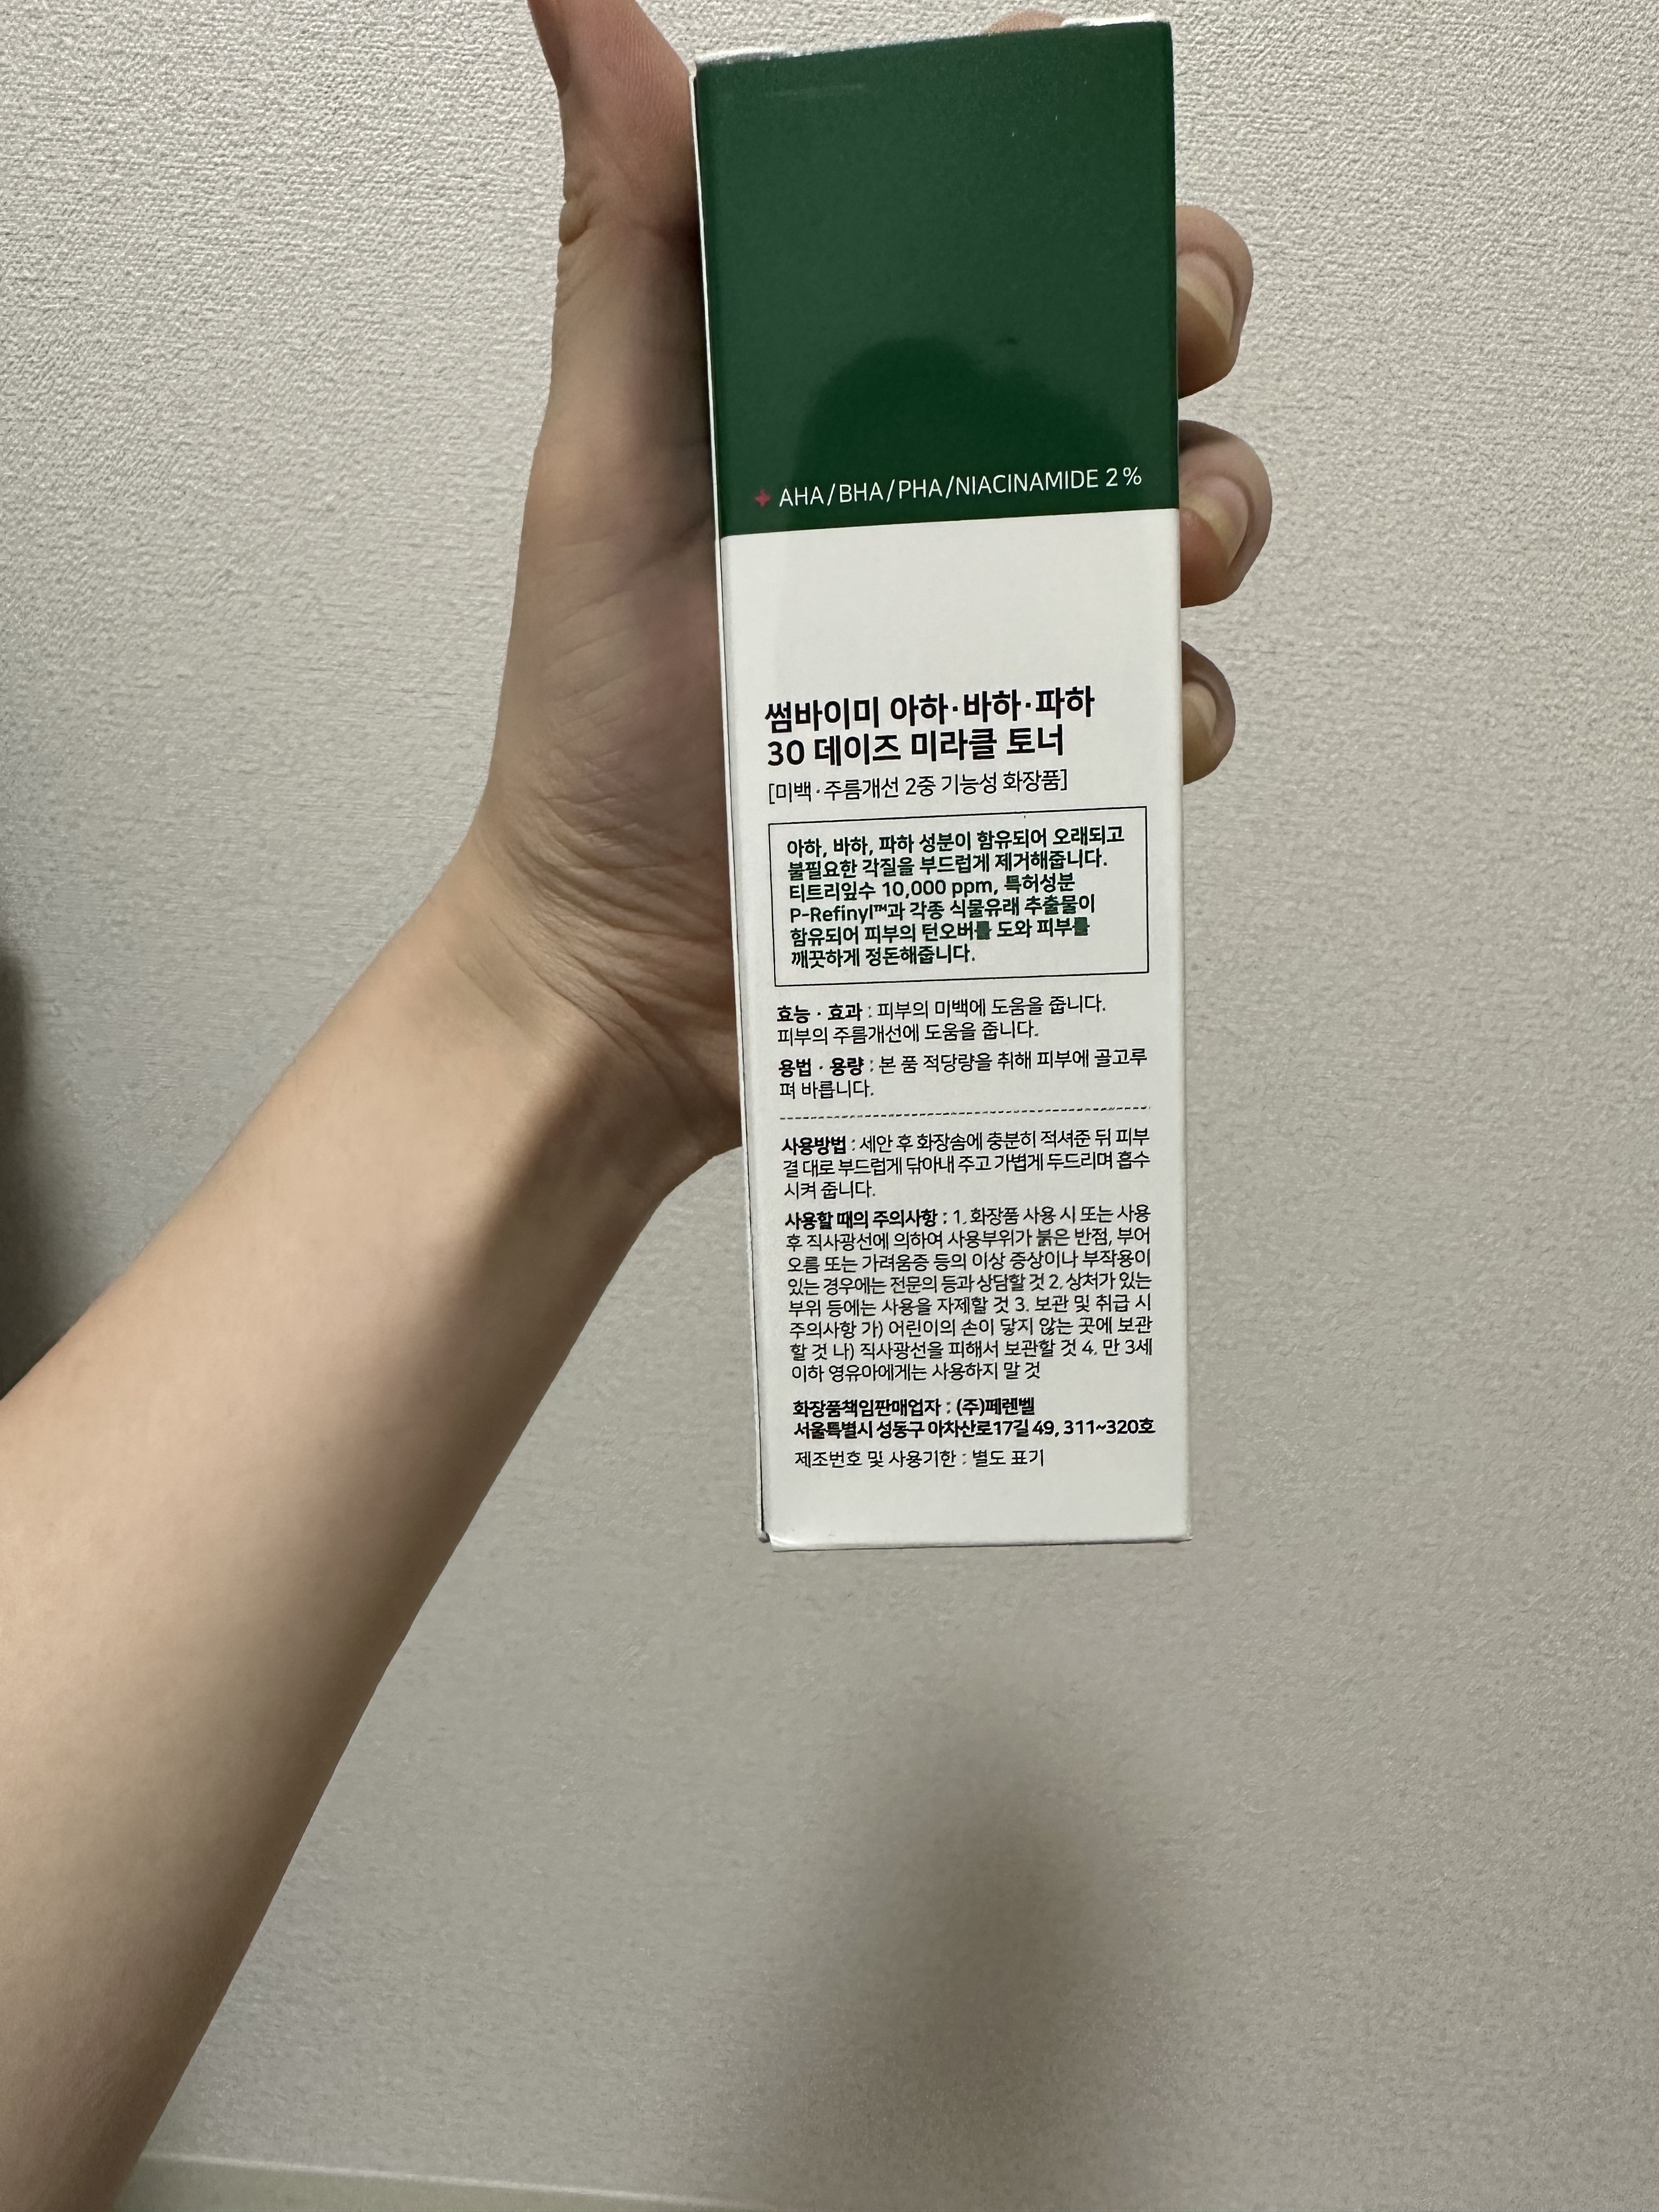 AHA/BHA/PHA/NIACINAMIDE 2%
썸바이미 아하·바하·파하
30 데이즈 미라클 토너
[미백·주름개선 2중 기능성 화장품]
아하, 바하, 파하 성분이 함유되어 오래되고
불필요한 각질을 부드럽게 제거해줍니다.
티트리잎수 10,000 ppm, 특허성분
P-Refinyl™과 각종 식물유래 추출물이
함유되어 피부의 턴오버를 도와 피부를
깨끗하게 정돈해줍니다.
효능 · 효과 : 피부의 미백에 도움을 줍니다.
피부의 주름개선에 도움을 줍니다.
용법 · 용량 : 본 품 적당량을 취해 피부에 골고루
펴 바릅니다.
사용방법 : 세안 후 화장솜에 충분히 적셔준 뒤 피부
결 대로 부드럽게 닦아내 주고 가볍게 두드리며 흡수
시켜 줍니다.
사용할 때의 주의사항 : 1. 화장품 사용 시 또는 사용
후 직사광선에 의하여 사용부위가 붉은 반점, 부어
오름 또는 가려움증 등의 이상 증상이나 부작용이
있는 경우에는 전문의 등과 상담할 것 2. 상처가 있는
부위 등에는 사용을 자제할 것 3. 보관 및 취급 시
주의사항 가) 어린이의 손이 닿지 않는 곳에 보관
할 것 나) 직사광선을 피해서 보관할 것 4. 만 3세
이하 영유아에게는 사용하지 말 것
화장품책임판매업자 : (주)페렌벨
서울특별시 성동구 아차산로17길 49, 311~320호
제조번호 및 사용기한 : 별도 표기